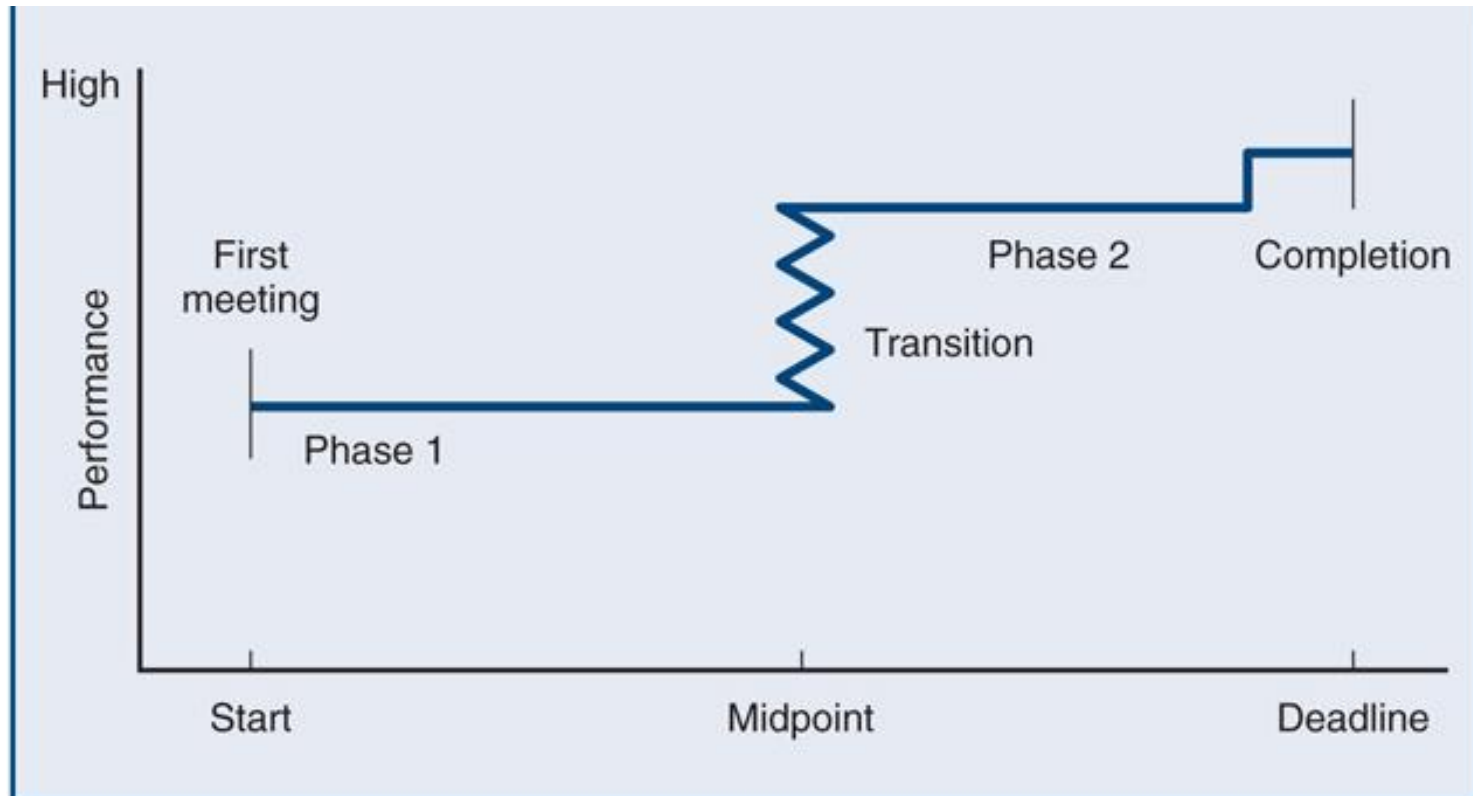 High
Performance
First
meeting
Phase 1
Transition
Phase 2
Completion
Start
Midpoint
Deadline